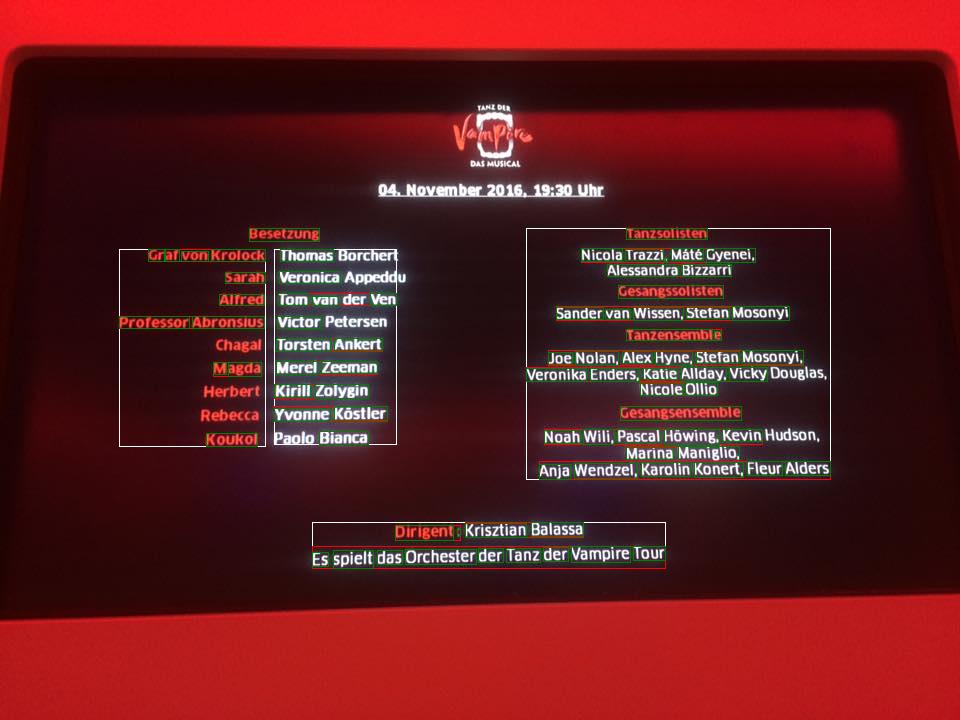 TANZ DER
Vampire
DAS MUSICAL
04. November 2016, 19:30 Uhr
Besetzung
Graf von Krolock Thomas Borchert
Sarah Veronica Appeddu
Alfred Tom van der Ven
Professor Abronsius Victor Petersen
Chagal Torsten Ankert
Magda Merel Zeeman
Herbert Kirill Zolygin
Rebecca Yvonne Köstler
Koukol Paolo Bianca
Tanzsolisten
Nicola Trazzi, Máté Gyenei,
Alessandra Bizzarri
Gesangssolisten
Sander van Wissen, Stefan Mosonyi
Tanzensemble
Joe Nolan, Alex Hyne, Stefan Mosonyi,
Veronika Enders, Katie Allday, Vicky Douglas,
Nicole Ollio
Gesangsensemble
Noah Wili, Pascal Höwing, Kevin Hudson,
Marina Maniglio,
Anja Wendzel, Karolin Konert, Fleur Alders
Dirigent : Krisztian Balassa
Es spielt das Orchester der Tanz der Vampire Tour